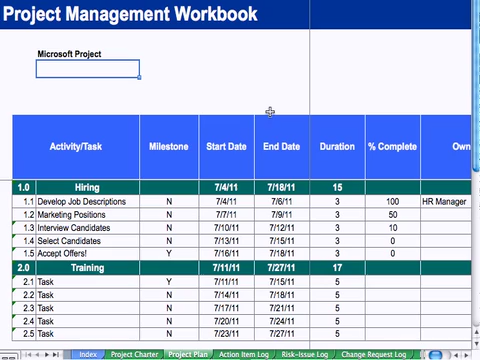 Project Management Workbook
Microsoft Project
Activity/Task Milestone Start Date End Date Duration % Complete Own
1.0 Hiring 7/4/11 7/18/11 15
1.1 Develop Job Descriptions N 7/4/11 7/6/11 3 100 HR Manager
1.2 Marketing Positions N 7/7/11 7/9/11 3 50
1.3 Interview Candidates N 7/10/11 7/12/11 3 10
1.4 Select Candidates N 7/13/11 7/15/11 3 0
1.5 Accept Offers! Y 7/16/11 7/18/11 3 0
2.0 Training 7/11/11 7/27/11 17
2.1 Task Y 7/11/11 7/15/11 5
2.2 Task N 7/14/11 7/18/11 5
2.3 Task N 7/17/11 7/21/11 5
2.4 Task N 7/20/11 7/24/11 5
2.5 Task N 7/23/11 7/27/11 5
Index Project Charter Project Plan Action Item Log Risk-Issue Log Change Request Log